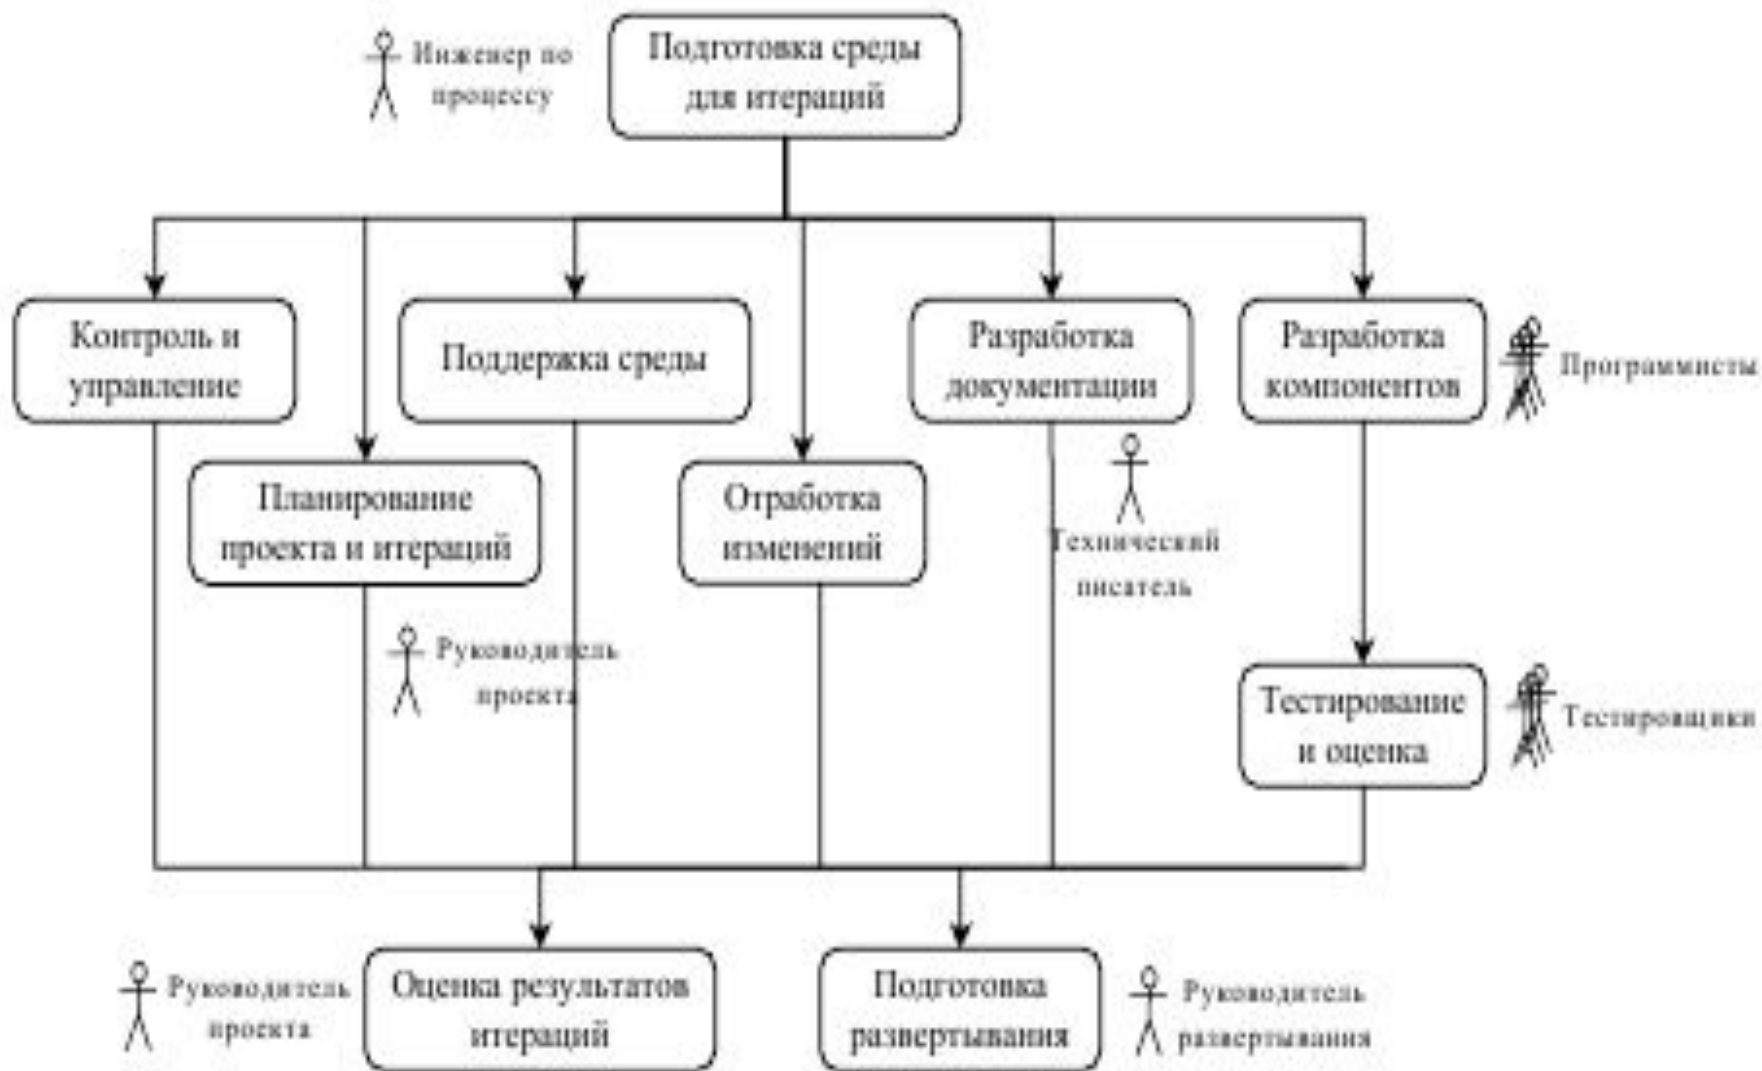 Инженер по
процессу
Подготовка среды
для итераций
Контроль и
управление
Поддержка среды
Разработка
документации
Разработка
компонентов
Программисты
Планирование
проекта и итераций
Отработка
изменений
Технический
писатель
Руководитель
проекта
Тестирование
и оценка
Тестировщики
Руководитель
проекта
Оценка результатов
итераций
Подготовка
развертывания
Руководитель
развертывания